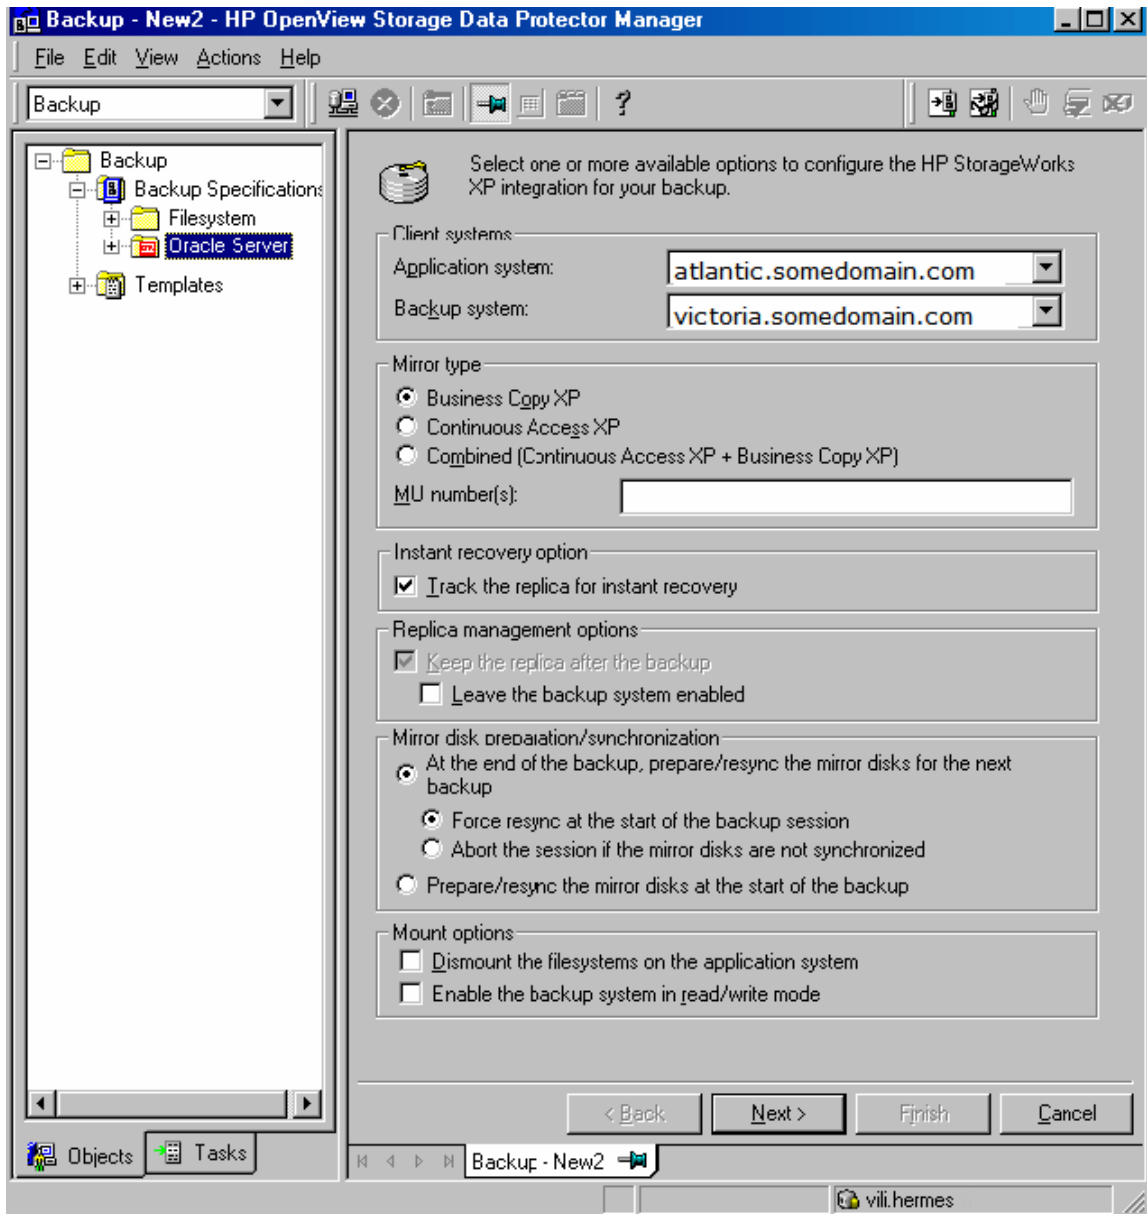 Backup - New2 - HP OpenView Storage Data Protector Manager
File Edit View Actions Help
Backup
Backup
Backup Specifications
Filesystem
Oracle Server
Templates
Select one or more available options to configure the HP StorageWorks
XP integration for your backup.
Client systems
Application system: atlantic.somedomain.com
Backup system: victoria.somedomain.com
Mirror type
Business Copy XP
Continuous Access XP
Combined (Continuous Access XP + Business Copy XP)
MU number(s):
Instant recovery option
Track the replica for instant recovery
Replica management options
Keep the replica after the backup
Leave the backup system enabled
Mirror disk preparation/synchronization
At the end of the backup, prepare/resync the mirror disks for the next
backup
Force resync at the start of the backup session
Abort the session if the mirror disks are not synchronized
Prepare/resync the mirror disks at the start of the backup
Mount options
Dismount the filesystems on the application system
Enable the backup system in read/write mode
< Back Next > Finish Cancel
Objects Tasks
Backup - New2
vili.hermes